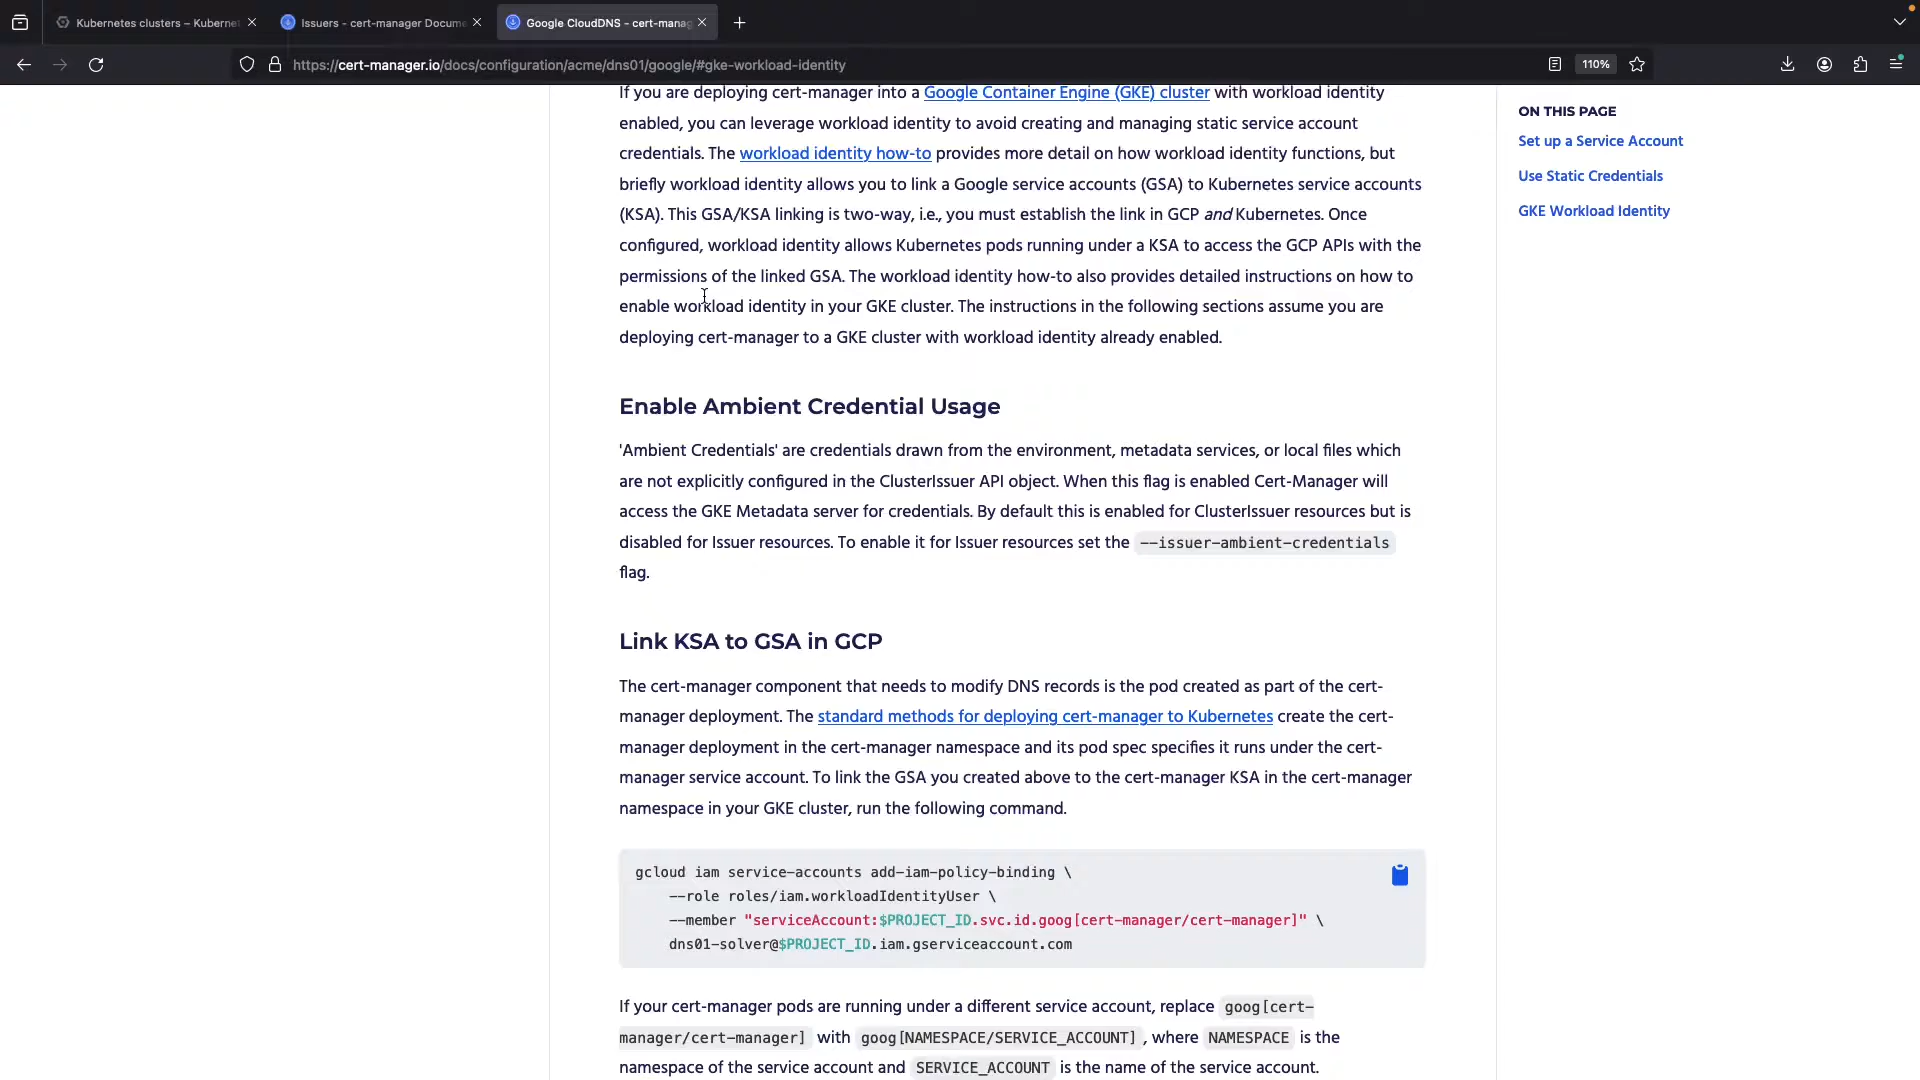 Kubernetes clusters – Kubernet
Issuers - cert-manager Docume
Google CloudDNS - cert-manag
https://cert-manager.io/docs/configuration/acme/dns01/google/#gke-workload-identity
110%
If you are deploying cert-manager into a Google Container Engine (GKE) cluster with workload identity
enabled, you can leverage workload identity to avoid creating and managing static service account
credentials. The workload identity how-to provides more detail on how workload identity functions, but
briefly workload identity allows you to link a Google service accounts (GSA) to Kubernetes service accounts
(KSA). This GSA/KSA linking is two-way, i.e., you must establish the link in GCP and Kubernetes. Once
configured, workload identity allows Kubernetes pods running under a KSA to access the GCP APIs with the
permissions of the linked GSA. The workload identity how-to also provides detailed instructions on how to
enable workload identity in your GKE cluster. The instructions in the following sections assume you are
deploying cert-manager to a GKE cluster with workload identity already enabled.
Enable Ambient Credential Usage
'Ambient Credentials' are credentials drawn from the environment, metadata services, or local files which
are not explicitly configured in the ClusterIssuer API object. When this flag is enabled Cert-Manager will
access the GKE Metadata server for credentials. By default this is enabled for ClusterIssuer resources but is
disabled for Issuer resources. To enable it for Issuer resources set the --issuer-ambient-credentials
flag.
Link KSA to GSA in GCP
The cert-manager component that needs to modify DNS records is the pod created as part of the cert-
manager deployment. The standard methods for deploying cert-manager to Kubernetes create the cert-
manager deployment in the cert-manager namespace and its pod spec specifies it runs under the cert-
manager service account. To link the GSA you created above to the cert-manager KSA in the cert-manager
namespace in your GKE cluster, run the following command.
gcloud iam service-accounts add-iam-policy-binding \
--role roles/iam.workloadIdentityUser \
--member "serviceAccount:$PROJECT_ID.svc.id.goog[cert-manager/cert-manager]" \
dns01-solver@$PROJECT_ID.iam.gserviceaccount.com
If your cert-manager pods are running under a different service account, replace goog[cert-
manager/cert-manager] with goog[NAMESPACE/SERVICE_ACCOUNT] , where NAMESPACE is the
namespace of the service account and SERVICE_ACCOUNT is the name of the service account.
ON THIS PAGE
Set up a Service Account
Use Static Credentials
GKE Workload Identity